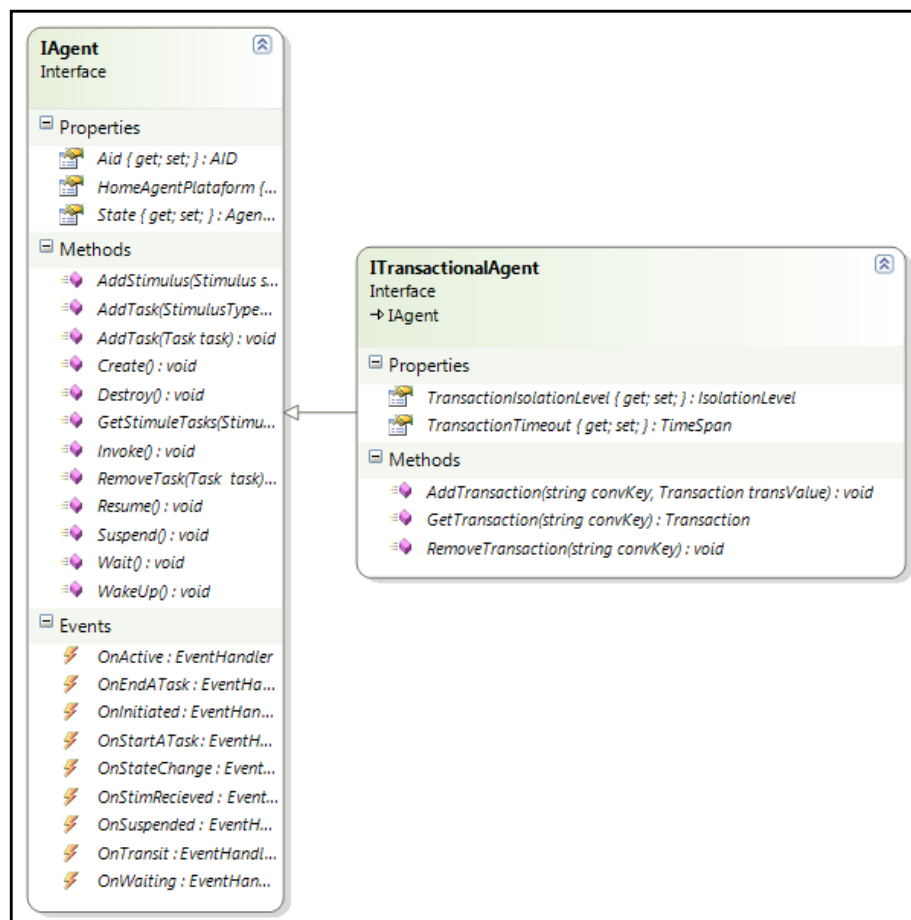 IAgent
Interface
Properties
Aid { get; set; } : AID
HomeAgentPlataform {...
State { get; set; } : Agen...
Methods
AddStimulus(Stimulus s...
AddTask(StimulusType...
AddTask(Task task) : void
Create() : void
Destroy() : void
GetStimuleTasks(Stimu...
Invoke() : void
RemoveTask(Task task)...
Resume() : void
Suspend() : void
Wait() : void
WakeUp() : void
Events
OnActive : EventHandler
OnEndATask : EventHa...
OnInitiated : EventHan...
OnStartATask : EventH...
OnStateChange : Event...
OnStimRecieved : Event...
OnSuspended : EventH...
OnTransit : EventHandl...
OnWaiting : EventHan...
ITransactionalAgent
Interface
IAgent
Properties
TransactionIsolationLevel { get; set; } : IsolationLevel
TransactionTimeout { get; set; } : TimeSpan
Methods
AddTransaction(string convKey, Transaction transValue) : void
GetTransaction(string convKey) : Transaction
RemoveTransaction(string convKey) : void